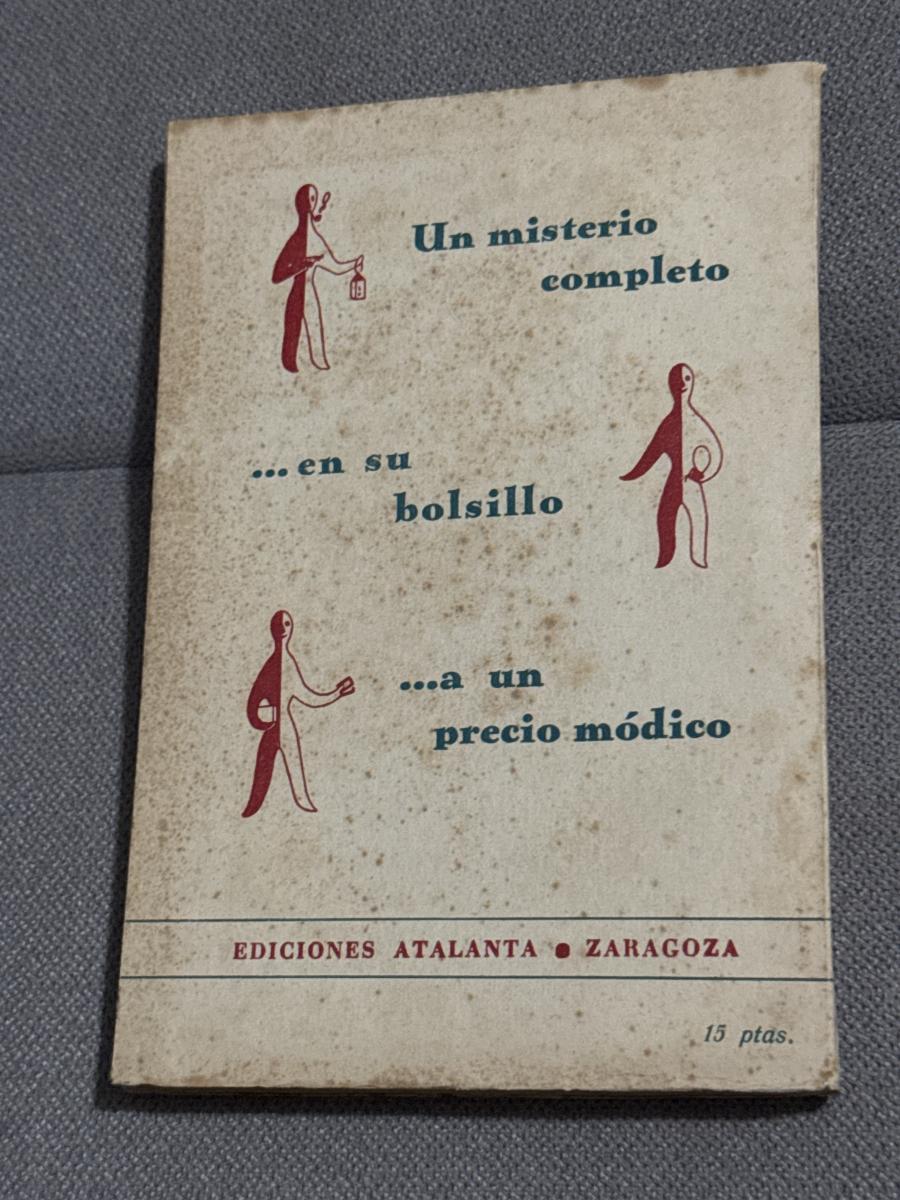 Un misterio
completo
...en su
bolsillo
...a un
precio módico
EDICIONES ATALANTA • ZARAGOZA
15 ptas.